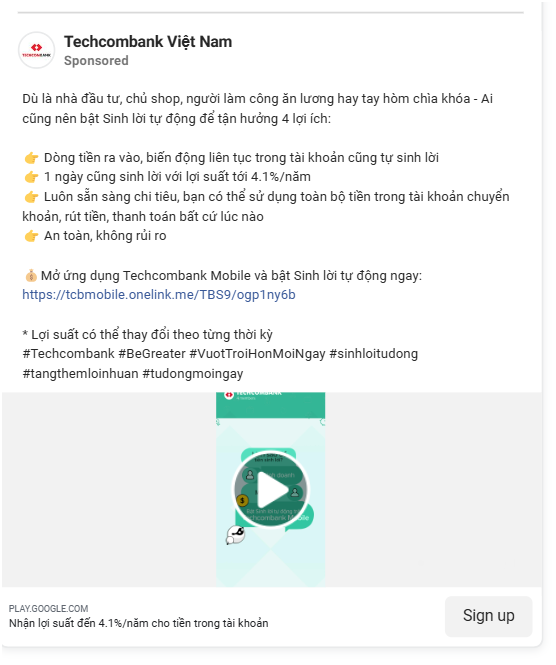 TECHCOMBANK
Techcombank Việt Nam
Sponsored
Dù là nhà đầu tư, chủ shop, người làm công ăn lương hay tay hòm chìa khóa - Ai
cũng nên bật Sinh lời tự động để tận hưởng 4 lợi ích:
👉 Dòng tiền ra vào, biến động liên tục trong tài khoản cũng tự sinh lời
👉 1 ngày cũng sinh lời với lợi suất tới 4.1%/năm
👉 Luôn sẵn sàng chi tiêu, bạn có thể sử dụng toàn bộ tiền trong tài khoản chuyển
khoản, rút tiền, thanh toán bất cứ lúc nào
👉 An toàn, không rủi ro
💰Mở ứng dụng Techcombank Mobile và bật Sinh lời tự động ngay:
https://tcbmobile.onelink.me/TBS9/ogp1ny6b
* Lợi suất có thể thay đổi theo từng thời kỳ
#Techcombank #BeGreater #VuotTroiHonMoiNgay #sinhloitudong
#tangthemloinhuan #tudongmoingay
TECHCOMBANK
Techcombank Mobile
PLAY.GOOGLE.COM
Nhận lợi suất đến 4.1%/năm cho tiền trong tài khoản
Sign up